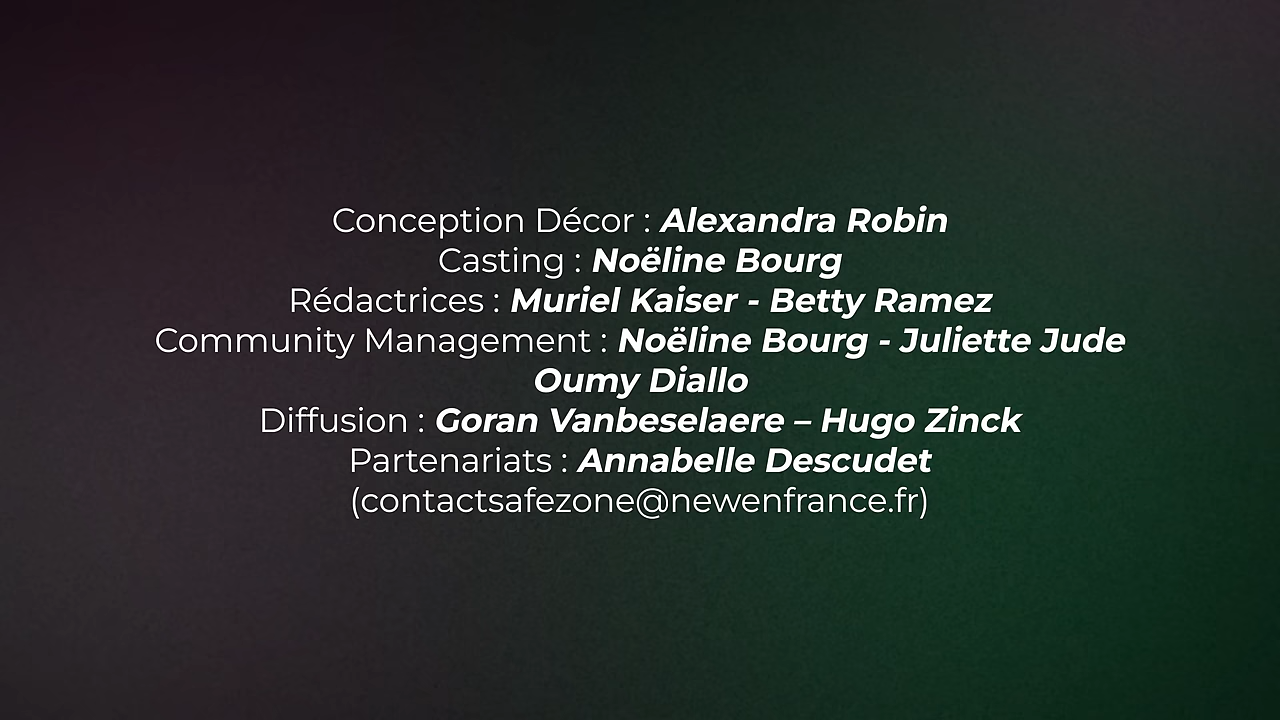 Conception Décor : Alexandra Robin
Casting : Noëline Bourg
Rédactrices : Muriel Kaiser - Betty Ramez
Community Management : Noëline Bourg - Juliette Jude
Oumy Diallo
Diffusion : Goran Vanbeselaere – Hugo Zinck
Partenariats : Annabelle Descudet
(contactsafezone@newenfrance.fr)